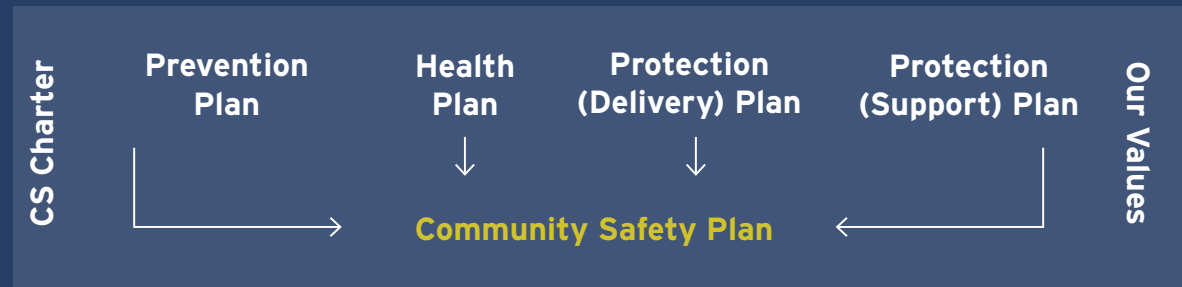 CS Charter
Prevention
Plan
Health
Plan
Protection
(Delivery) Plan
Protection
(Support) Plan
Our Values
Community Safety Plan